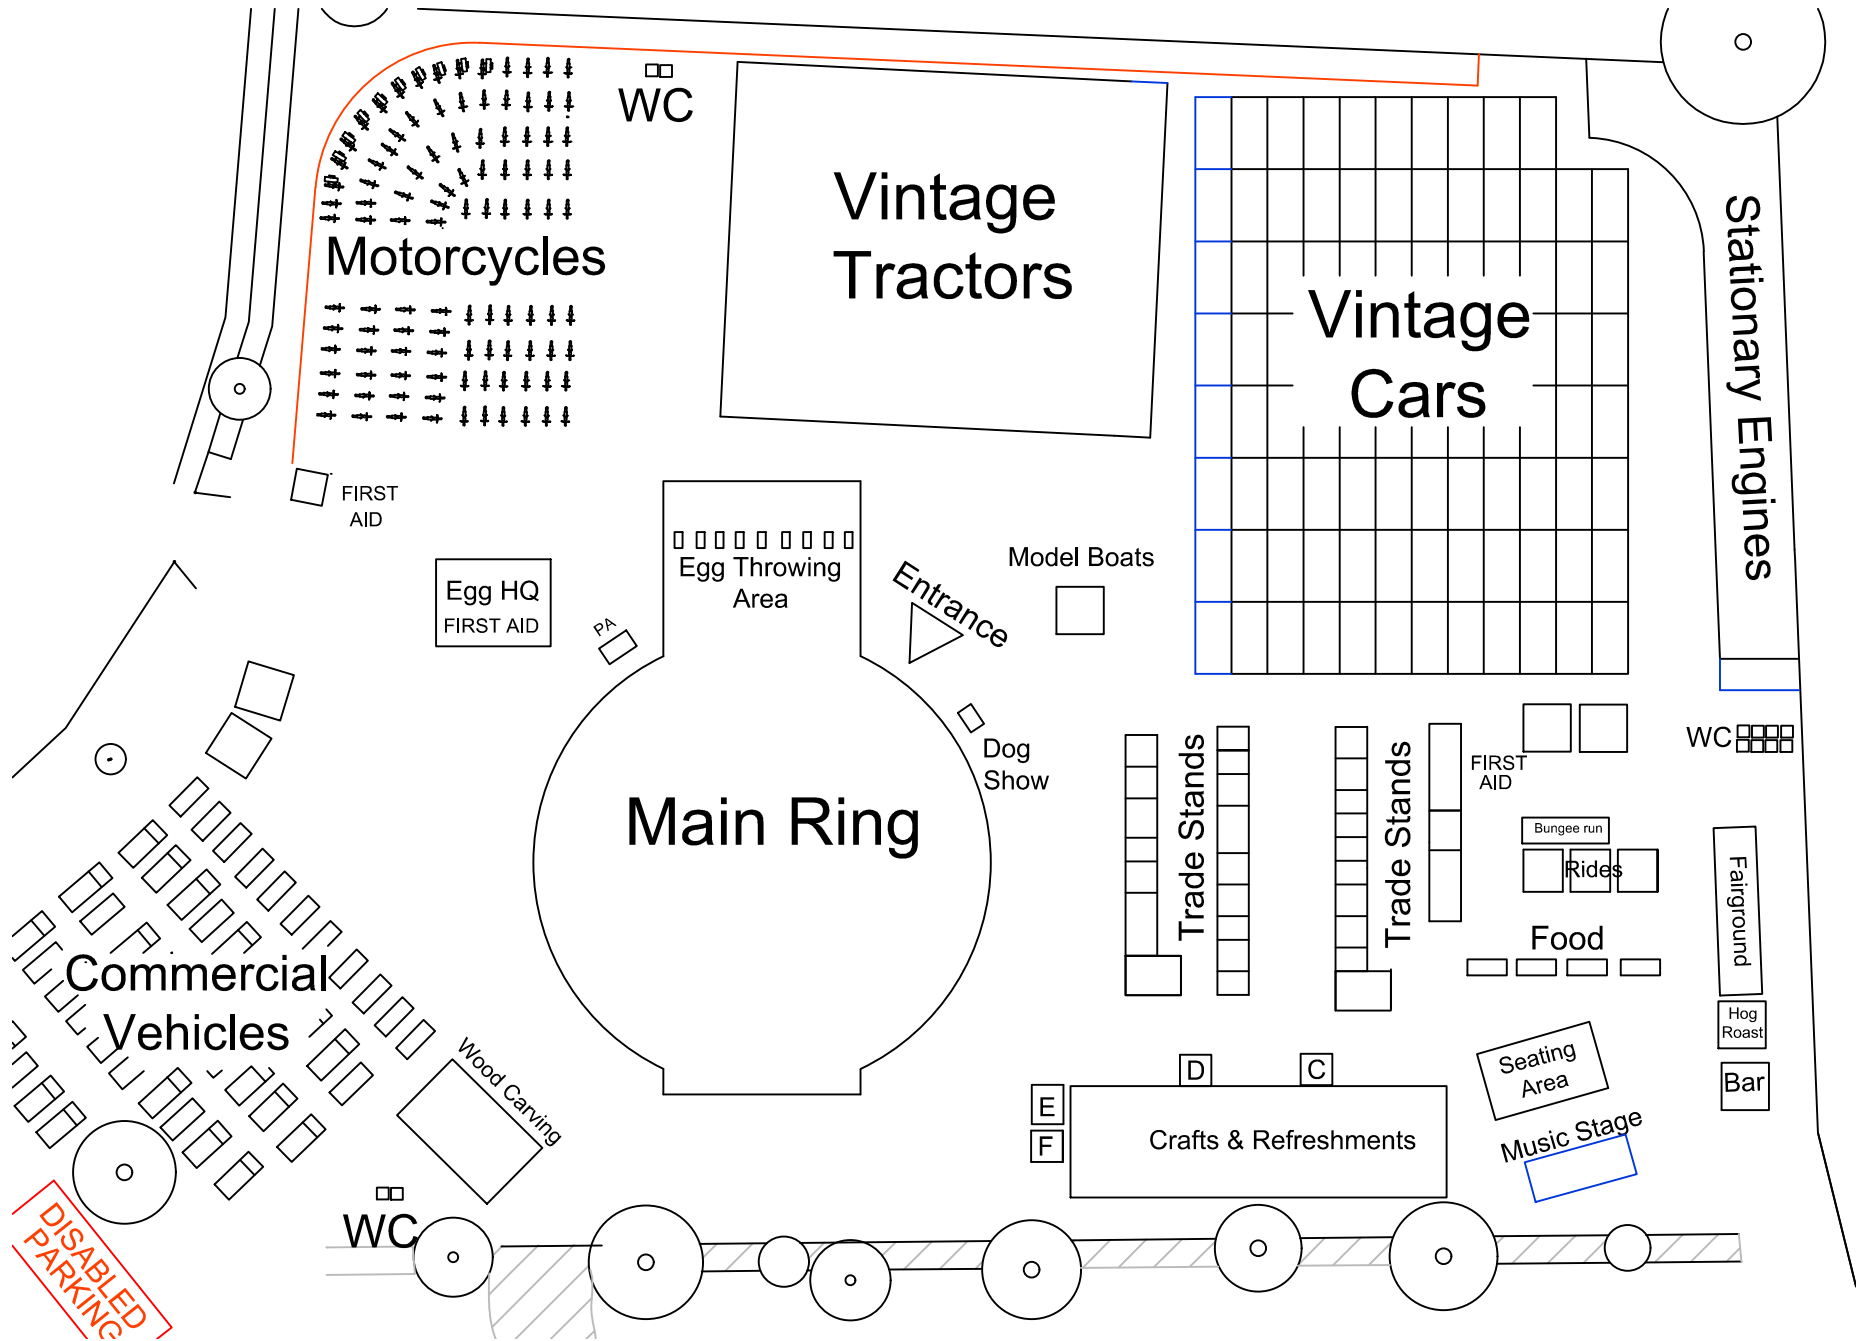 WC
Motorcycles
Vintage
Tractors
Vintage
Cars
Stationary Engines
FIRST
AID
Egg HQ
FIRST AID
PA
Egg Throwing
Area
Entrance
Model Boats
Dog
Show
Main Ring
Trade Stands
Trade Stands
FIRST
AID
WC
Bungee run
Rides
Fairground
Food
Hog
Roast
Bar
Seating
Area
Music Stage
Commercial
Vehicles
Wood Carving
D
C
E
F
Crafts & Refreshments
WC
DISABLED
PARKING